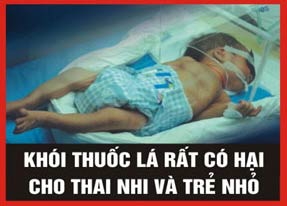 KHÓI THUỐC LÁ RẤT CÓ HẠI
CHO THAI NHI VÀ TRẺ NHỎ